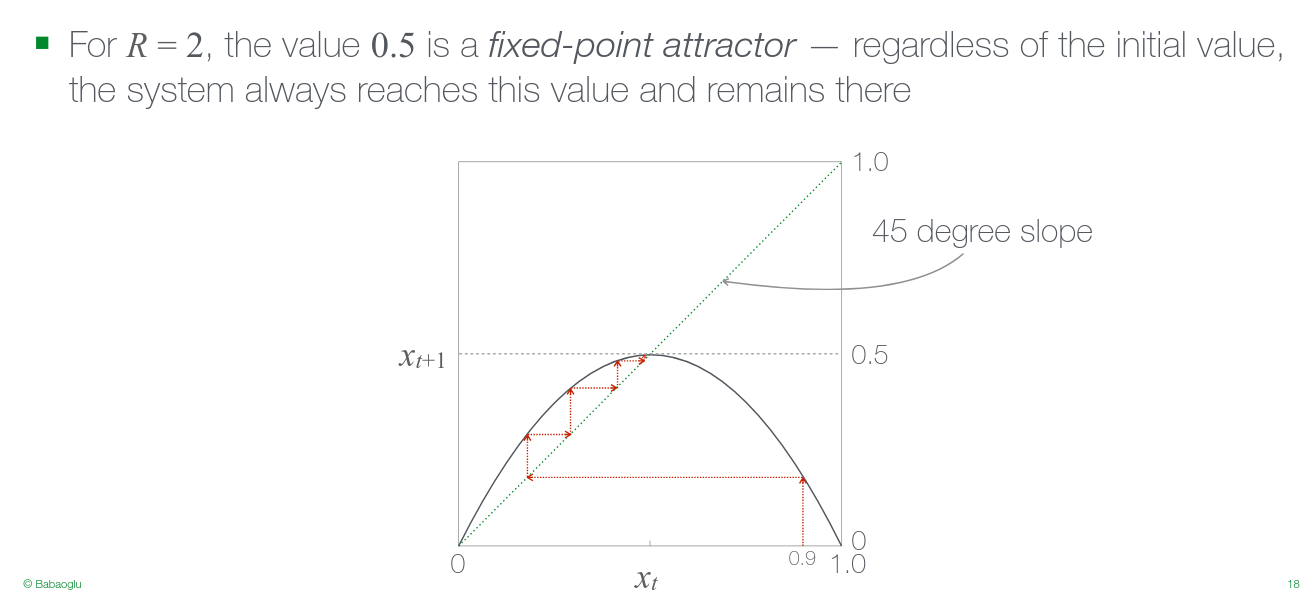 For R = 2, the value 0.5 is a fixed-point attractor — regardless of the initial value,
the system always reaches this value and remains there
1.0
45 degree slope
xt+1
0.5
0
0
0.9
1.0
xt
© Babaoglu
18